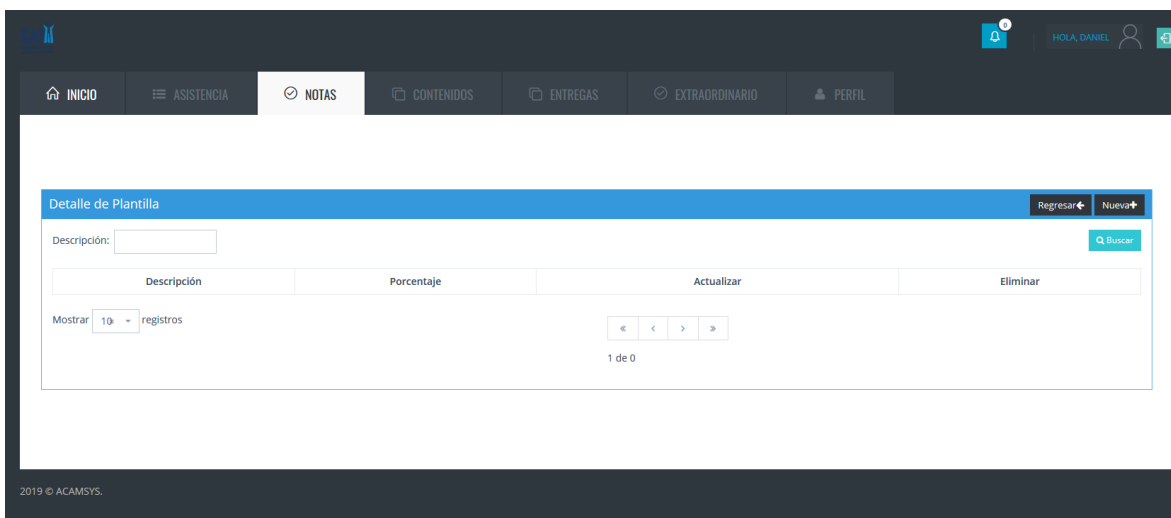 0
HOLA, DANIEL
INICIO ASISTENCIA NOTAS CONTENIDOS ENTREGAS EXTRAORDINARIO PERFIL
Detalle de Plantilla Regresar Nueva
Descripción: Buscar
Descripción Porcentaje Actualizar Eliminar
Mostrar 10 registros
« ‹ › »
1 de 0
2019 © ACAMSYS.